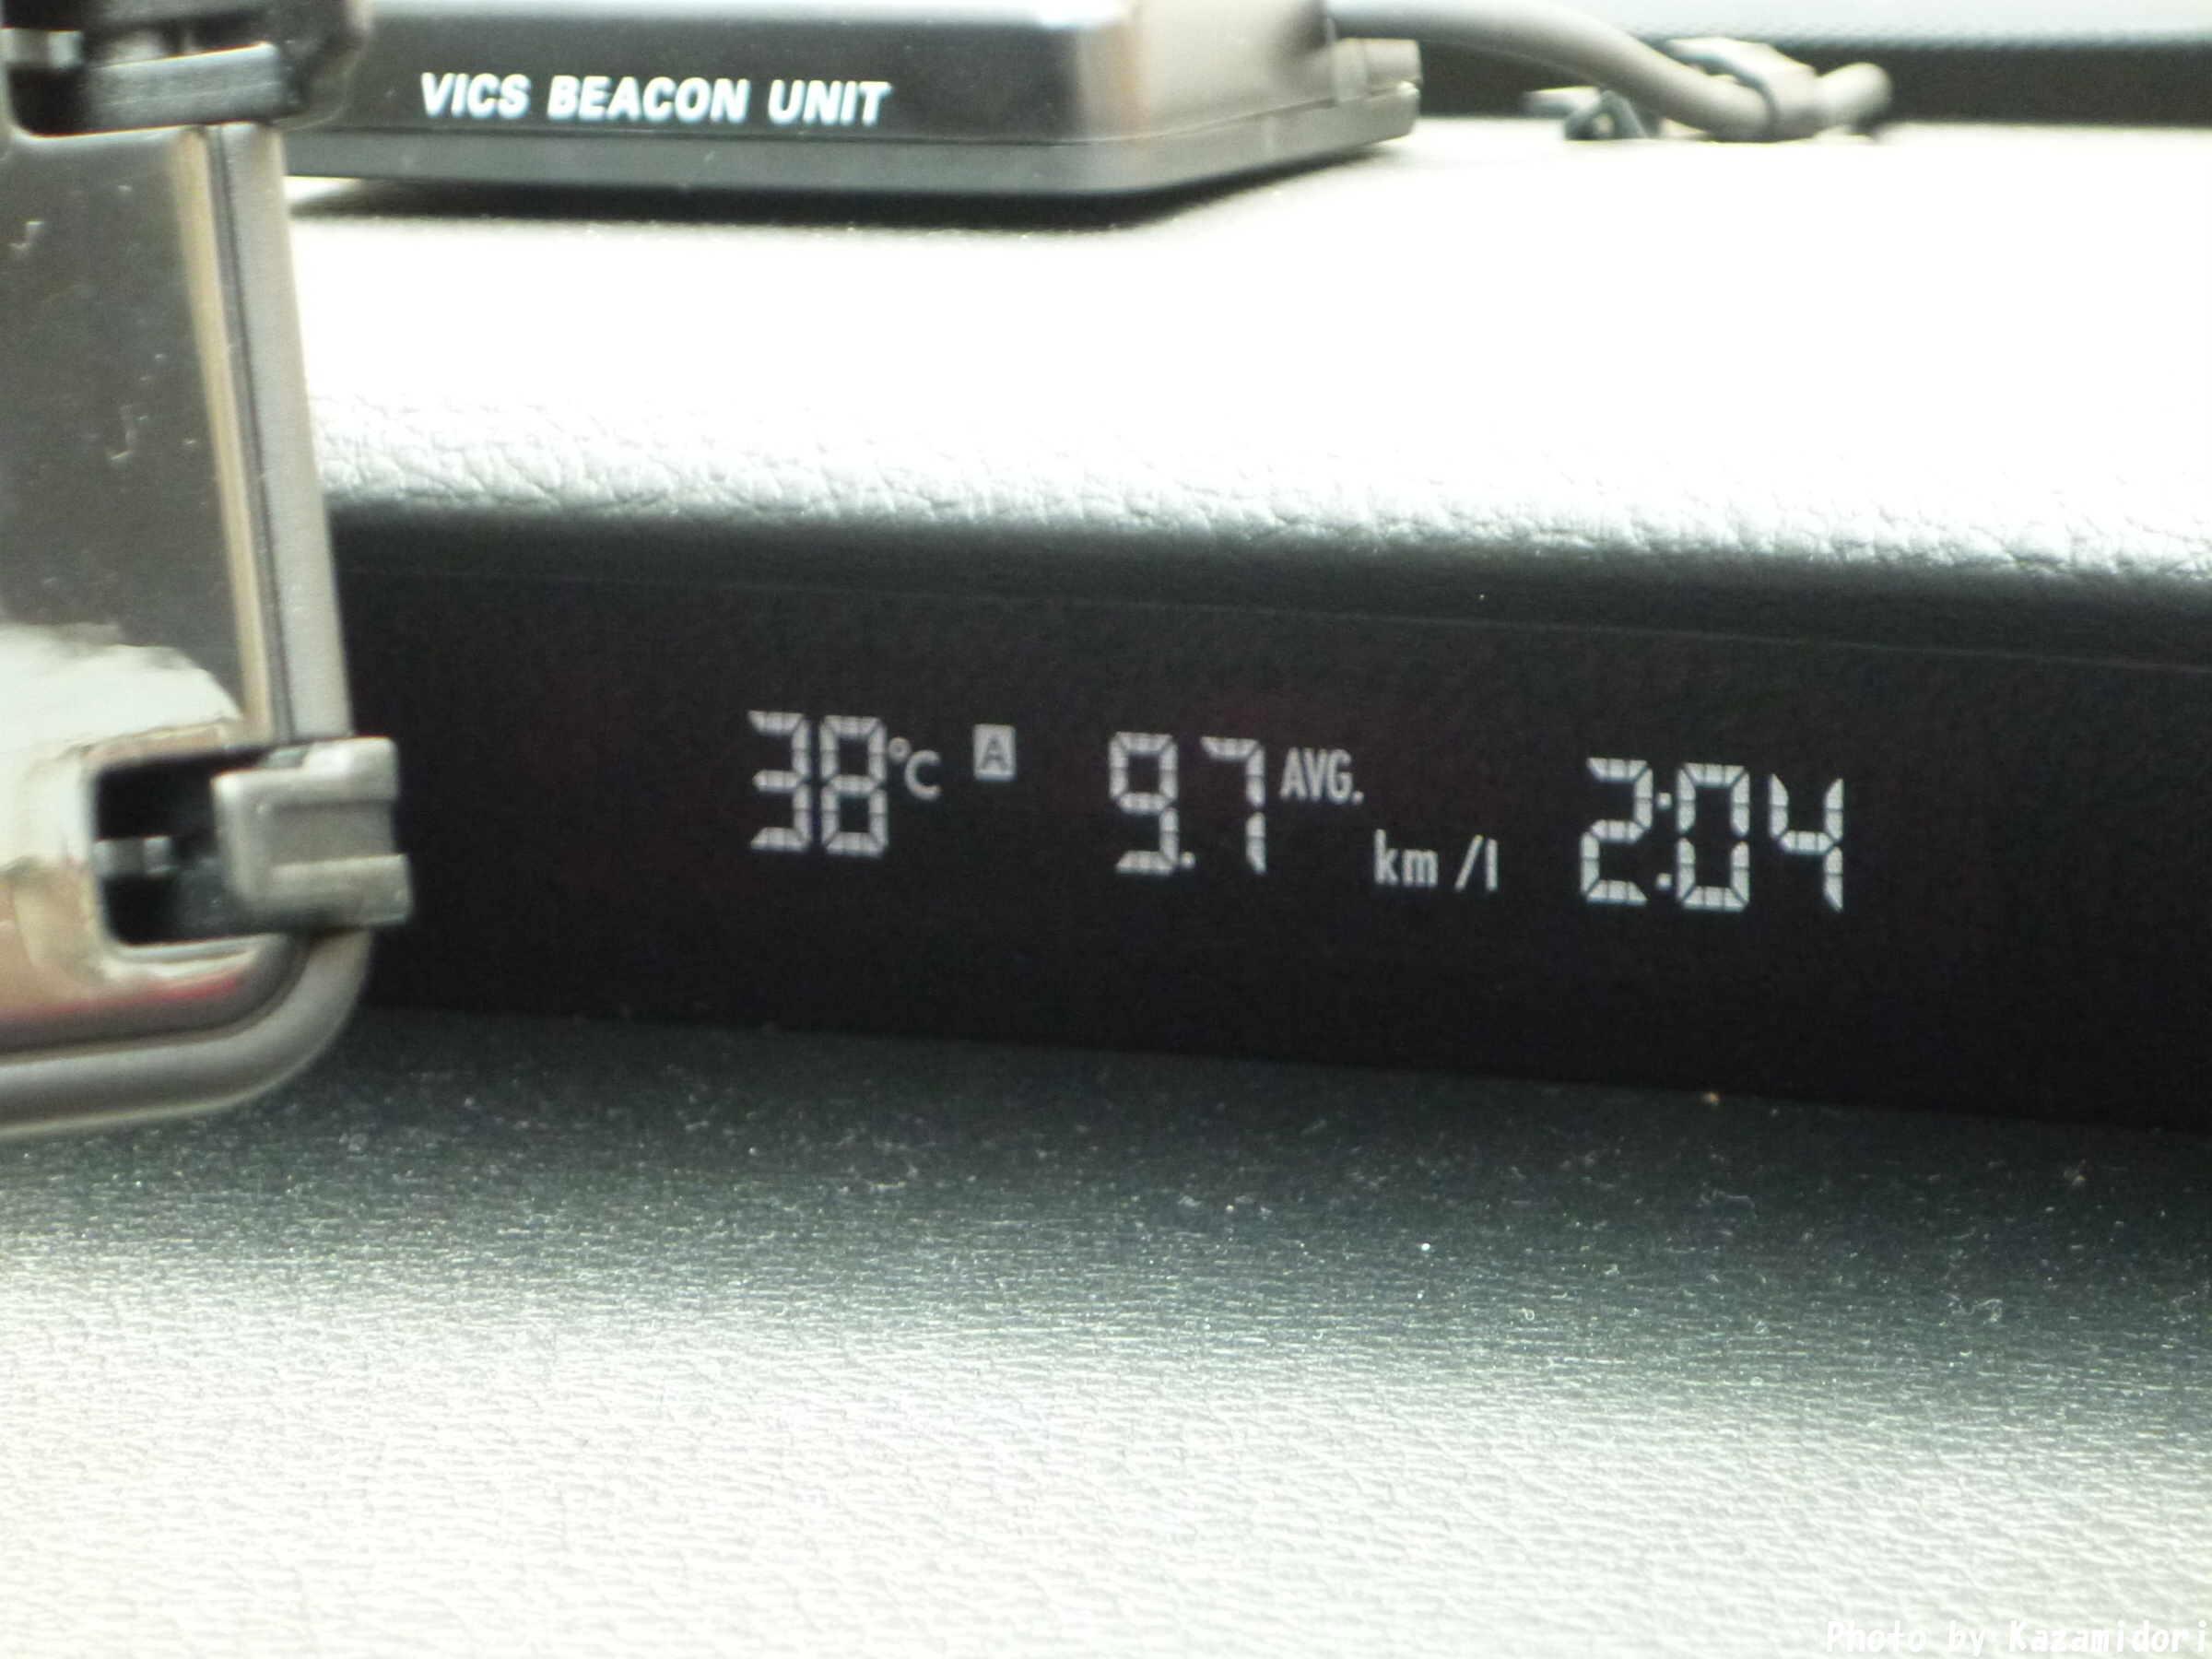 VICS BEACON UNIT
38°C A 9.7 AVG. km/l 2:04
Photo by Kazamidori